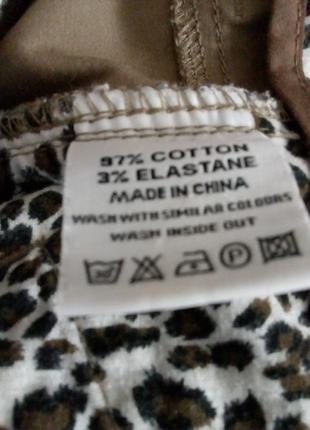 97% COTTON
3% ELASTANE
MADE IN CHINA
WASH WITH SIMILAR COLOURS
WASH INSIDE OUT
P